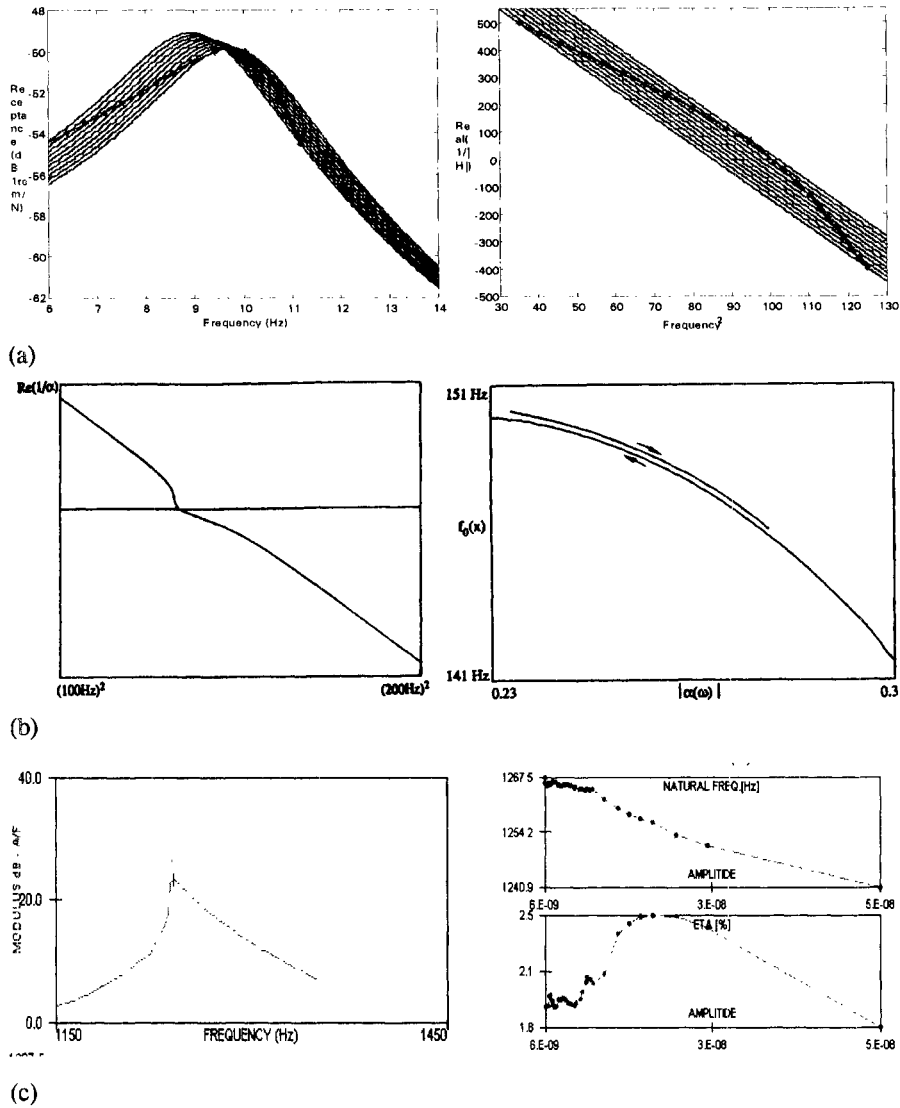 -48
-50
-52
-54
-56
-58
-60
-62
Re
ce
pta
nc
e
(d
B
1rc
m/
N)
6 7 8 9 10 11 12 13 14
Frequency (Hz)
500
400
300
200
100
0
-100
-200
-300
-400
-500
Re
al(
1/|
H|)
30 40 50 60 70 80 90 100 110 120 130
Frequency²
(a)
Re(1/α)
(100Hz)²
(200Hz)²
151 Hz
f₀(x)
141 Hz
0.23
|α(ω)|
0.3
(b)
40.0
20.0
0.0
MODULUS dB - A/F
1150
FREQUENCY (Hz)
1450
1267.5
1254.2
1240.9
NATURAL FREQ.[Hz]
AMPLITIDE
6 E-09
3.E-08
5.E-08
2.5
2.1
1.8
ETA [%]
AMPLITIDE
6.E-09
3.E-08
5.E-08
(c)